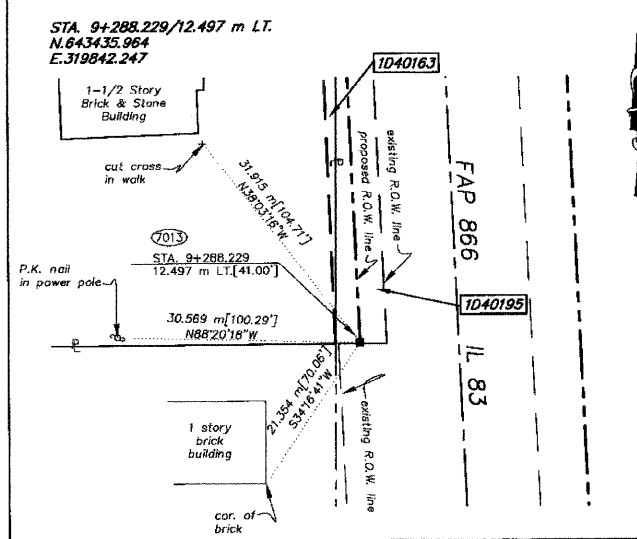 STA. 9+288.229/12.497 m LT.
N.643435.964
E.319842.247
1-1/2 Story
Brick & Stone
Building
1D40163
cut cross
in walk
31.915 m[104.71']
N38°03'16"W
proposed R.O.W. line
existing R.O.W. line
FAP 866
7013
STA. 9+288.229
12.497 m LT.[41.00']
P.K. nail
in power pole
1D40195
30.569 m[100.29']
N88°20'18"W
IL 83
21.354 m[70.06']
S34°16'41"W
existing R.O.W. line
1 story
brick
building
cor. of
brick